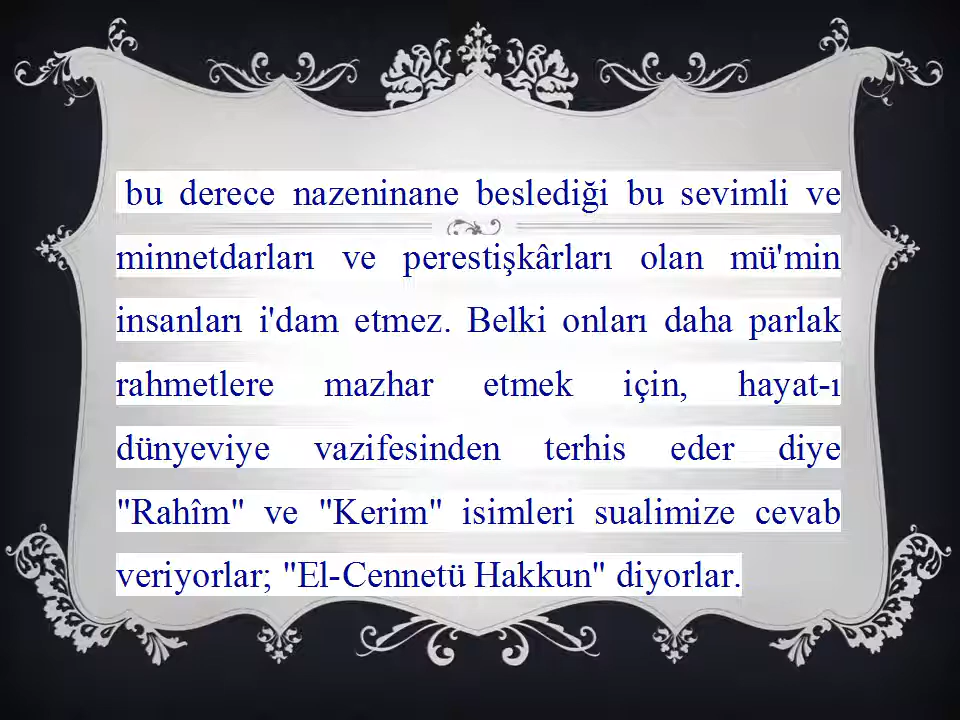 bu derece nazeninane beslediği bu sevimli ve
minnetdarları ve perestişkârları olan mü'min
insanları i'dam etmez. Belki onları daha parlak
rahmetlere mazhar etmek için, hayat-ı
dünyeviye vazifesinden terhis eder diye
"Rahîm" ve "Kerim" isimleri sualimize cevab
veriyorlar; "El-Cennetü Hakkun" diyorlar.